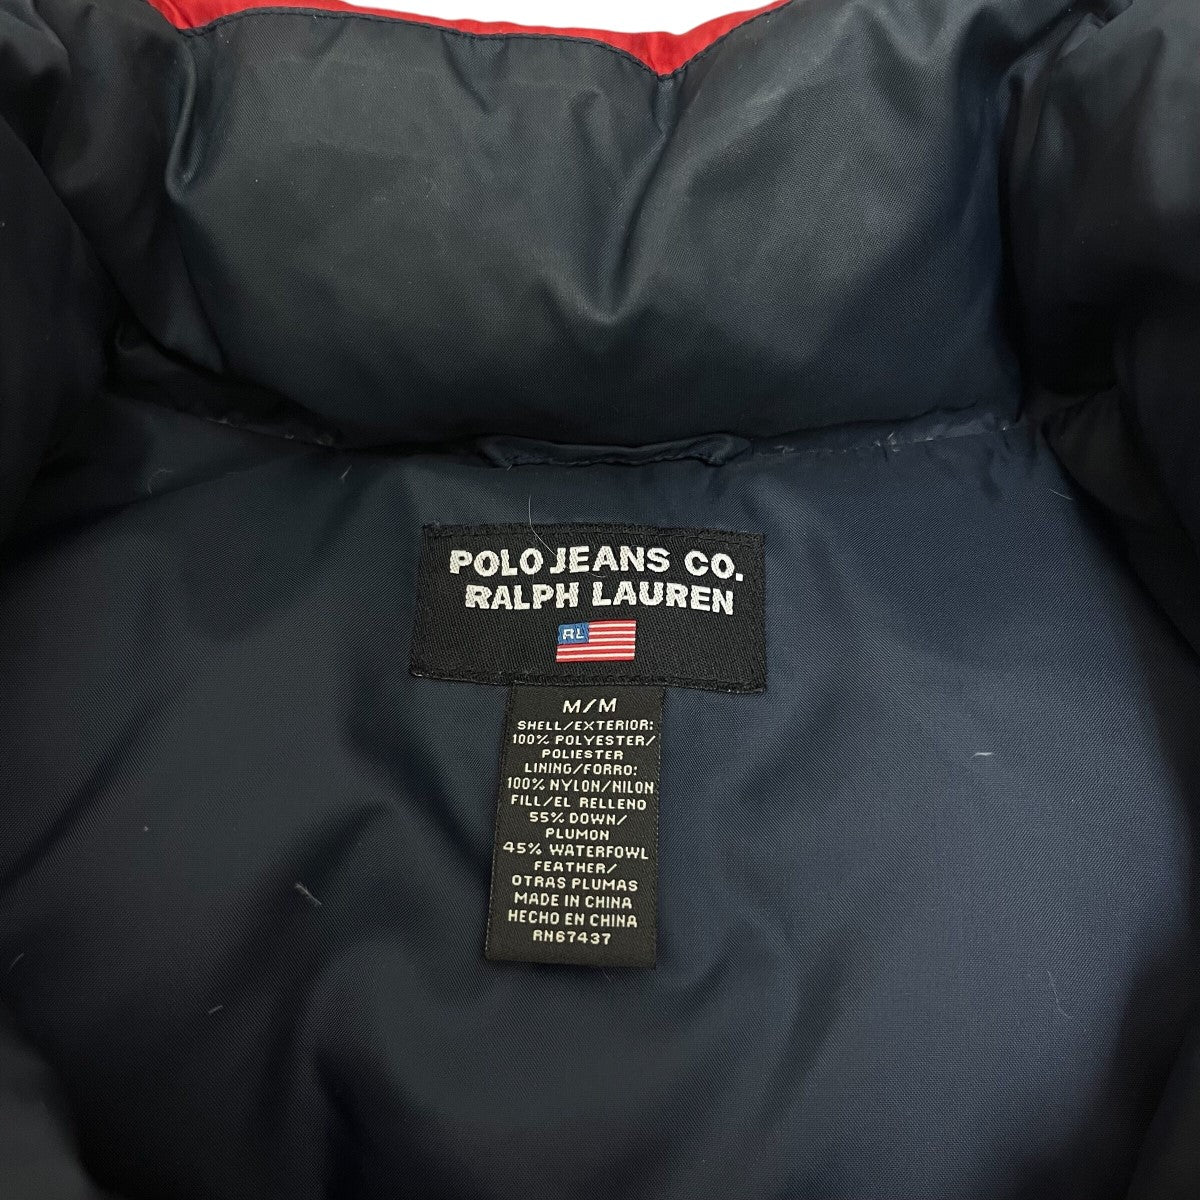 POLO JEANS CO.
RALPH LAUREN
RL
M/M
SHELL/EXTERIOR:
100% POLYESTER/
POLIESTER
LINING/FORRO:
100% NYLON/NILON
FILL/EL RELLENO
55% DOWN/
PLUMON
45% WATERFOWL
FEATHER/
OTRAS PLUMAS
MADE IN CHINA
HECHO EN CHINA
RN67437